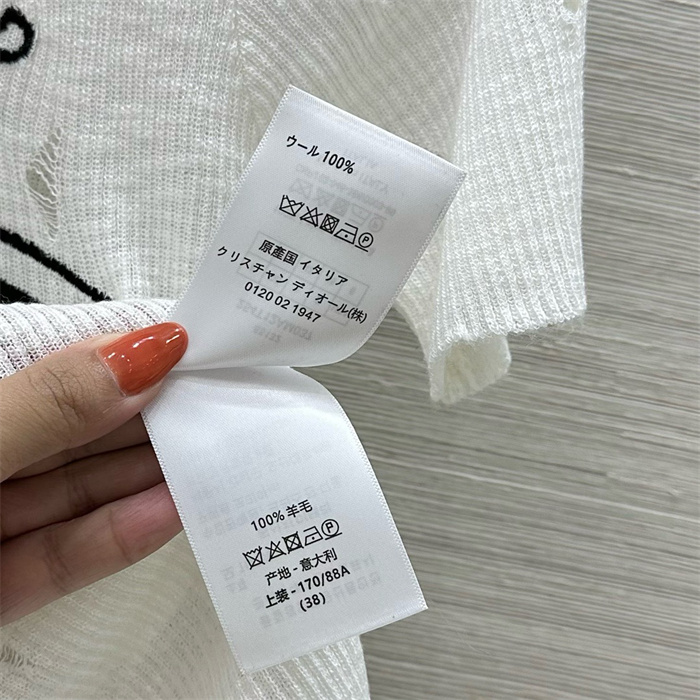 ウール 100%
原産国 イタリア
クリスチャン ディオール(株)
0120 02 1947
100% 羊毛
产地 - 意大利
上装 - 170/88A
(38)